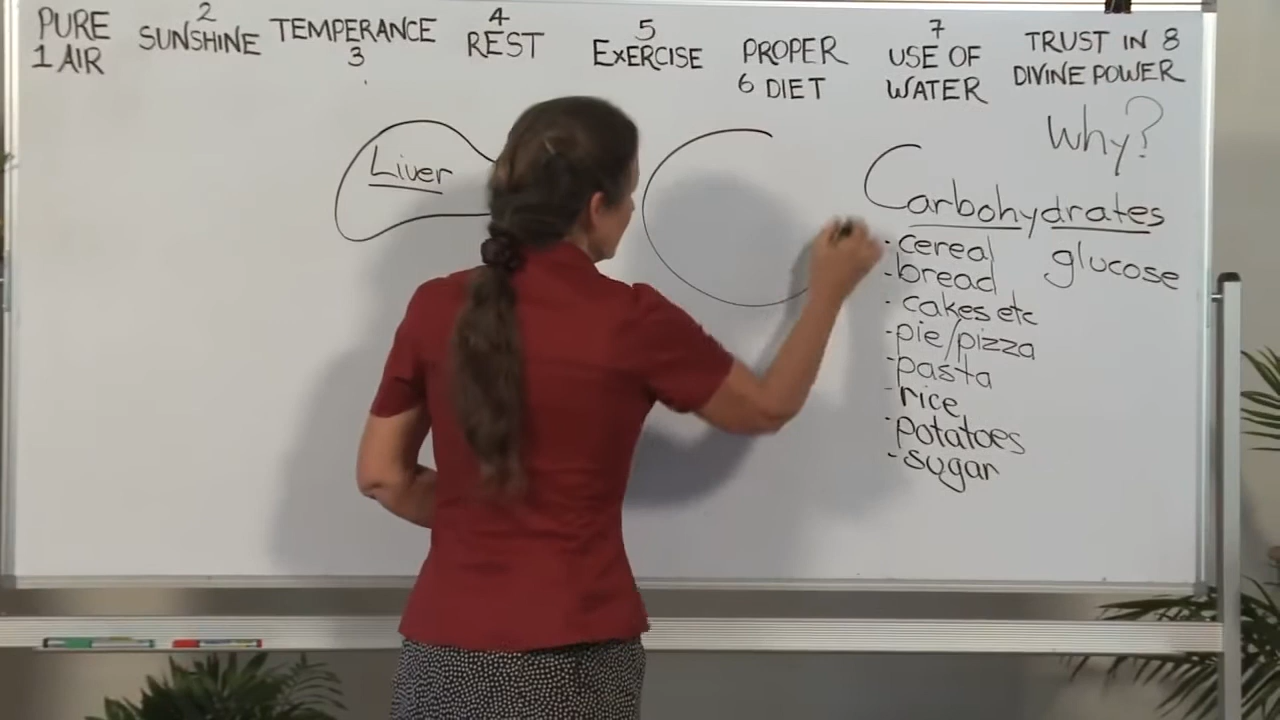 PURE
1 AIR
2
SUNSHINE
TEMPERANCE
3
4
REST
5
EXERCISE
PROPER
6 DIET
7
USE OF
WATER
TRUST IN 8
DIVINE POWER
Why?
Liver
Carbohydrates
glucose
- cereal
- bread
- cakes etc
- pie/pizza
- pasta
- rice
- potatoes
- sugar